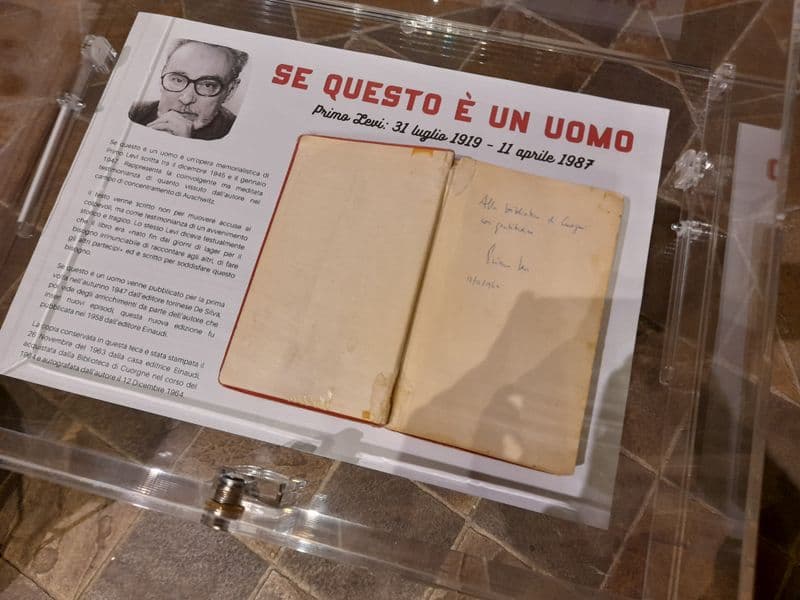 SE QUESTO È UN UOMO
Primo Levi: 31 luglio 1919 - 11 aprile 1987
Se questo è un uomo è un'opera memorialistica di
Primo Levi scritta tra il dicembre 1945 e il gennaio
1947. Rappresenta la coinvolgente ma meditata
testimonianza di quanto vissuto dall'autore nel
campo di concentramento di Auschwitz.
Il testo venne scritto non per muovere accuse ai
colpevoli, ma come testimonianza di un avvenimento
storico e tragico. Lo stesso Levi diceva testualmente
che il libro era «nato fin dai giorni di lager per il
bisogno irrinunciabile di raccontare agli altri, di fare
gli altri partecipi» ed è scritto per soddisfare questo
bisogno.
Se questo è un uomo venne pubblicato per la prima
volta nell'autunno 1947 dall'editore torinese De Silva,
poi vide degli arricchimenti da parte dell'autore che
inserì nuovi episodi, questa nuova edizione fu
pubblicata nel 1958 dall'editore Einaudi.
La copia conservata in questa teca è stata stampata il
26 Novembre del 1963 dalla casa editrice Einaudi,
acquistata dalla Biblioteca di Cuorgnè nel corso del
1964 e autografata dall'autore il 12 Dicembre 1964.
Alla biblioteca di Cuorgnè
con gratitudine
Primo Levi